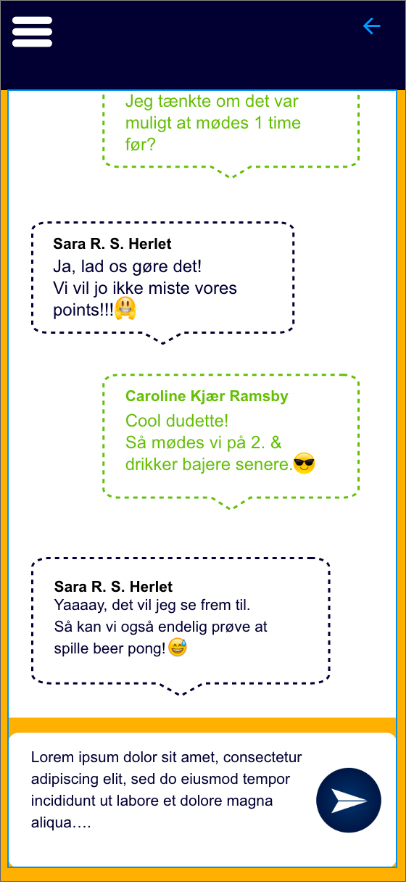 Jeg tænkte om det var
muligt at mødes 1 time
før?
Sara R. S. Herlet
Ja, lad os gøre det!
Vi vil jo ikke miste vores
points!!!🤗
Caroline Kjær Ramsby
Cool dudette!
Så mødes vi på 2. &
drikker bajere senere.😎
Sara R. S. Herlet
Yaaaay, det vil jeg se frem til.
Så kan vi også endelig prøve at
spille beer pong!😅
Lorem ipsum dolor sit amet, consectetur
adipiscing elit, sed do eiusmod tempor
incididunt ut labore et dolore magna
aliqua….